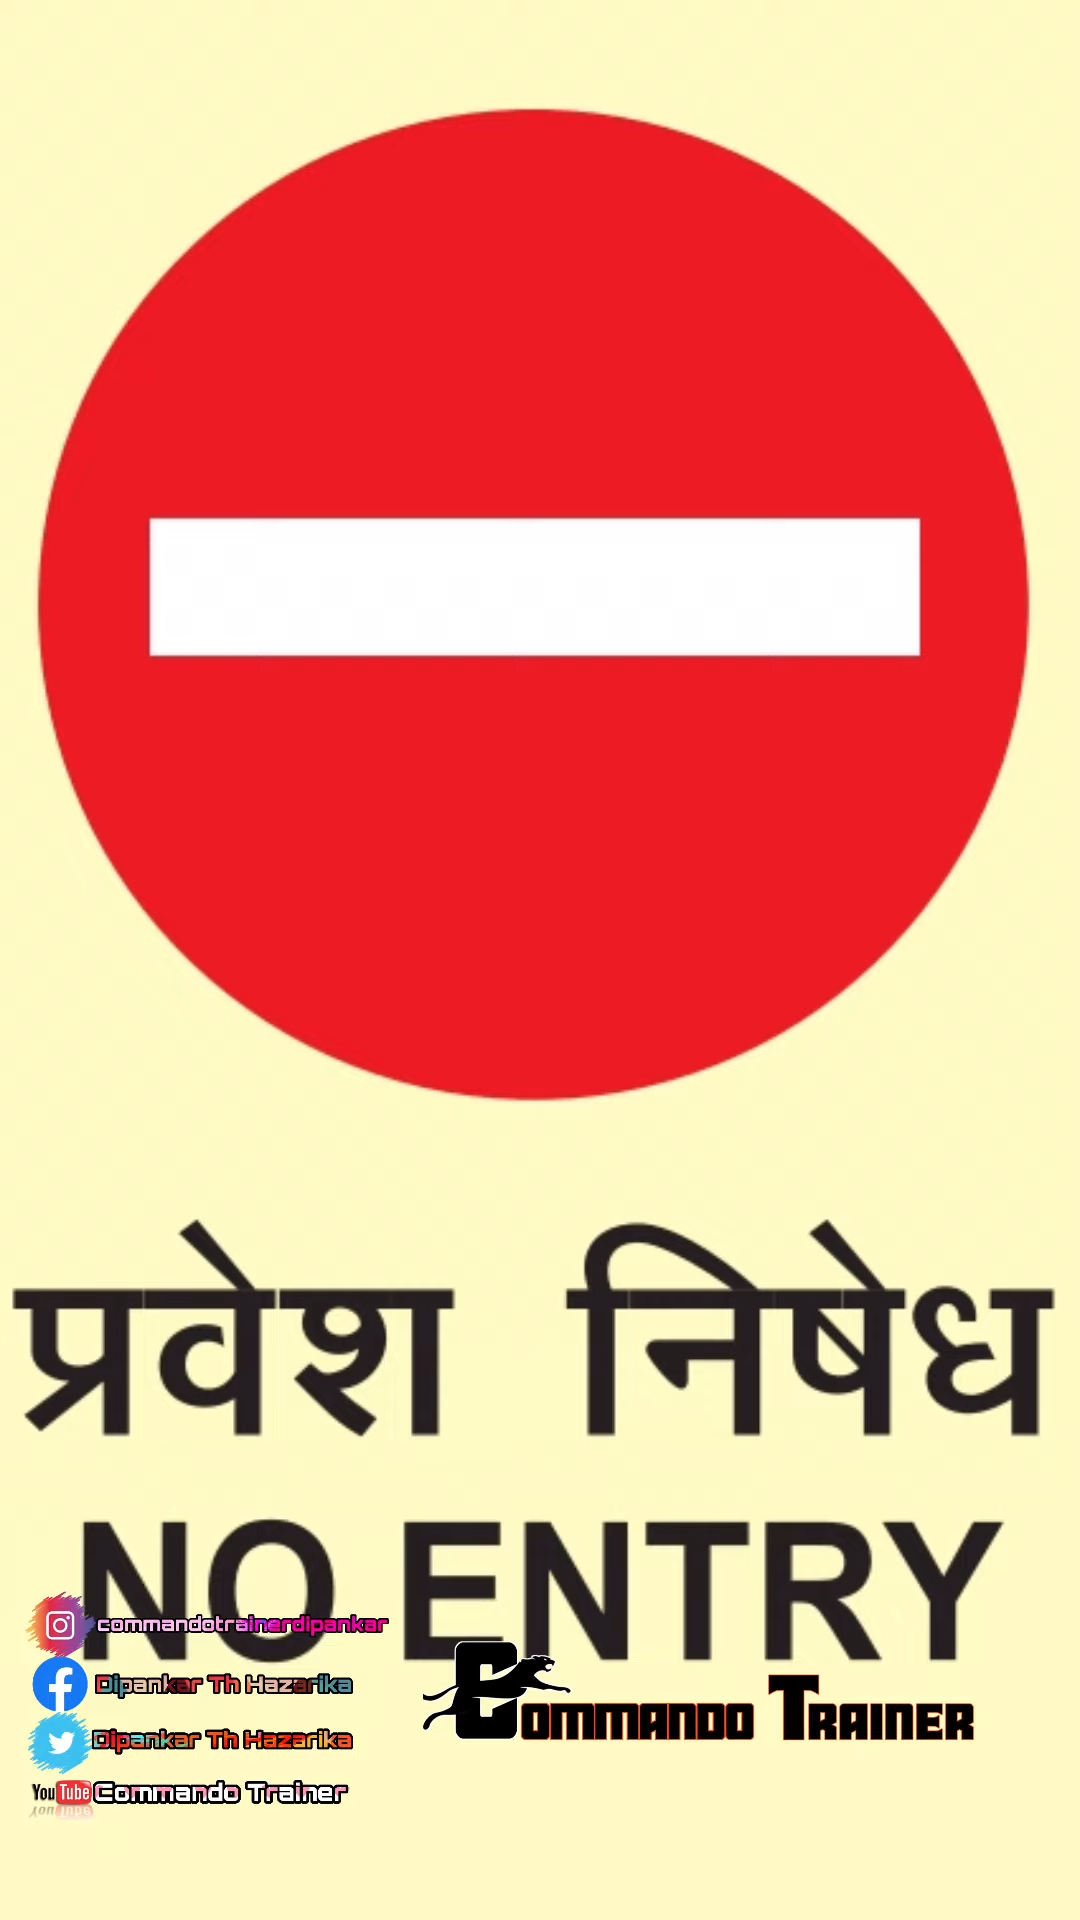 प्रवेश निषेध
NO ENTRY
commandotrainerdipankar
Dipankar Th Hazarika
Dipankar Th Hazarika
YouTube Commando Trainer
Commando Trainer